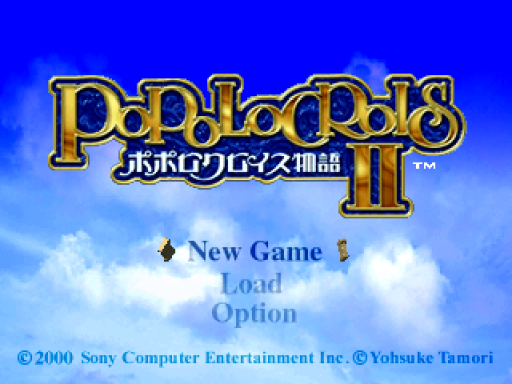 PoPoLoCRoIS
ポポロクロイス物語 II ™
New Game
Load
Option
©2000 Sony Computer Entertainment Inc. ©Yohsuke Tamori